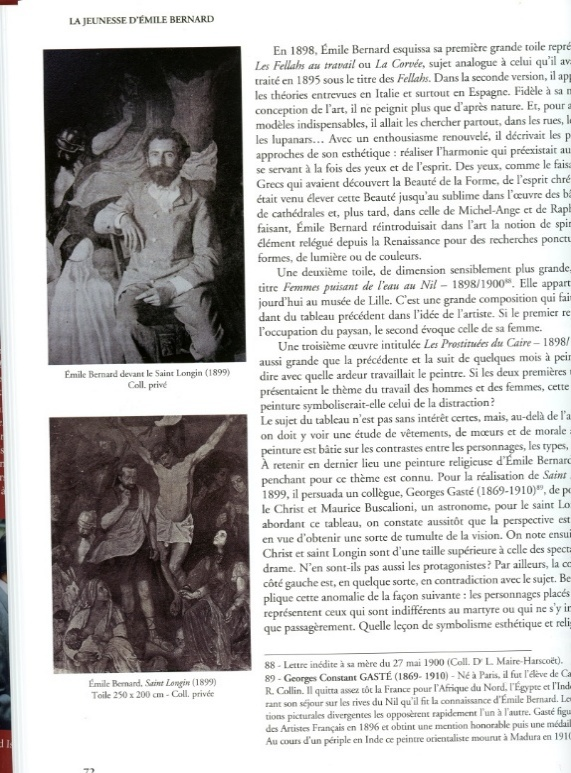 LA JEUNESSE D'ÉMILE BERNARD
Émile Bernard devant le Saint Longin (1899)
Coll. privé
Émile Bernard, Saint Longin (1899)
Toile 250 x 200 cm - Coll. privée
En 1898, Émile Bernard esquissa sa première grande toile repré
Les Fellahs au travail ou La Corvée, sujet analogue à celui qu'il av
traité en 1895 sous le titre des Fellahs. Dans la seconde version, il app
les théories entrevues en Italie et surtout en Espagne. Fidèle à sa n
conception de l'art, il ne peignit plus que d'après nature. Et, pour a
modèles indispensables, il allait les chercher partout, dans les rues, l
les lupanars… Avec un enthousiasme renouvelé, il décrivait les p
approches de son esthétique : réaliser l'harmonie qui préexistait au
se servant à la fois des yeux et de l'esprit. Des yeux, comme le fais
Grecs qui avaient découvert la Beauté de la Forme, de l'esprit chré
était venu élever cette Beauté jusqu'au sublime dans l'œuvre des bâ
de cathédrales et, plus tard, dans celle de Michel-Ange et de Raph
faisant, Émile Bernard réintroduisait dans l'art la notion de spir
élément relégué depuis la Renaissance pour des recherches ponctu
formes, de lumière ou de couleurs.
Une deuxième toile, de dimension sensiblement plus grande,
titre Femmes puisant de l'eau au Nil – 1898/1900⁸⁸. Elle appart
jourd'hui au musée de Lille. C'est une grande composition qui fai
dant du tableau précédent dans l'idée de l'artiste. Si le premier re
l'occupation du paysan, le second évoque celle de sa femme.
Une troisième œuvre intitulée Les Prostituées du Caire – 1898/
aussi grande que la précédente et la suit de quelques mois à pein
dire avec quelle ardeur travaillait le peintre. Si les deux premières
présentaient le thème du travail des hommes et des femmes, cette
peinture symboliserait-elle celui de la distraction ?
Le sujet du tableau n'est pas sans intérêt certes, mais, au-delà de l'a
on doit y voir une étude de vêtements, de mœurs et de morale
peinture est bâtie sur les contrastes entre les personnages, les types,
À retenir en dernier lieu une peinture religieuse d'Émile Bernard
penchant pour ce thème est connu. Pour la réalisation de Saint
1899, il persuada un collègue, Georges Gasté (1869-1910)⁸⁹, de po
le Christ et Maurice Buscalioni, un astronome, pour le saint Lo
abordant ce tableau, on constate aussitôt que la perspective est
en vue d'obtenir une sorte de tumulte de la vision. On note ensui
Christ et saint Longin sont d'une taille supérieure à celle des specta
drame. N'en sont-ils pas aussi les protagonistes ? Par ailleurs, la co
côté gauche est, en quelque sorte, en contradiction avec le sujet. Be
plique cette anomalie de la façon suivante : les personnages placés
représentent ceux qui sont indifférents au martyre ou qui ne s'y in
que passagèrement. Quelle leçon de symbolisme esthétique et reli
88 - Lettre inédite à sa mère du 27 mai 1900 (Coll. Dʳ L. Maire-Harscoët).
89 - Georges Constant GASTÉ (1869- 1910) - Né à Paris, il fut l'élève de Ca
R. Collin. Il quitta assez tôt la France pour l'Afrique du Nord, l'Égypte et l'Inde
rant son séjour sur les rives du Nil qu'il fit la connaissance d'Émile Bernard. Leu
tions picturales divergentes les opposèrent rapidement l'un à l'autre. Gasté figu
des Artistes Français en 1896 et obtint une mention honorable puis une médail
Au cours d'un périple en Inde ce peintre orientaliste mourut à Madura en 1910
72